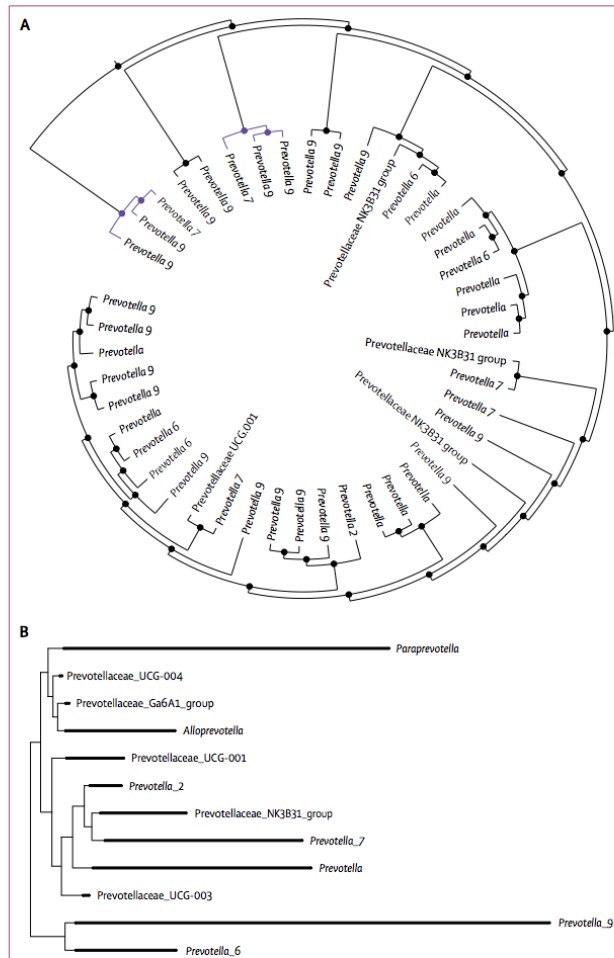 A
Prevotella 9
Prevotella 9
Prevotella 7
Prevotella 9
Prevotella 9
Prevotella 7
Prevotella 9
Prevotella 9
Prevotella 9
Prevotella 9
Prevotella 9
Prevotellaceae NK3B31 group
Prevotella 6
Prevotella
Prevotella
Prevotella
Prevotella 6
Prevotella
Prevotella
Prevotella
Prevotellaceae NK3B31 group
Prevotella 7
Prevotella 7
Prevotella 9
Prevotellaceae NK3B31 group
Prevotella 9
Prevotella
Prevotella
Prevotella
Prevotella 2
Prevotella 9
Prevotella 9
Prevotella 9
Prevotella 9
Prevotella 7
Prevotellaceae UCG.001
Prevotella 9
Prevotella 6
Prevotella 6
Prevotella
Prevotella 9
Prevotella 9
Prevotella
Prevotella 9
Prevotella 9
B
Paraprevotella
Prevotellaceae_UCG-004
Prevotellaceae_Ga6A1_group
Alloprevotella
Prevotellaceae_UCG-001
Prevotella_2
Prevotellaceae_NK3B31_group
Prevotella_7
Prevotella
Prevotellaceae_UCG-003
Prevotella_9
Prevotella_6